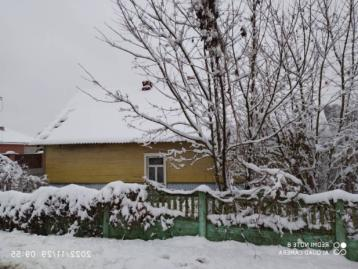 2022/11/29 09:55
REDMI NOTE 8
AI QUAD CAMERA